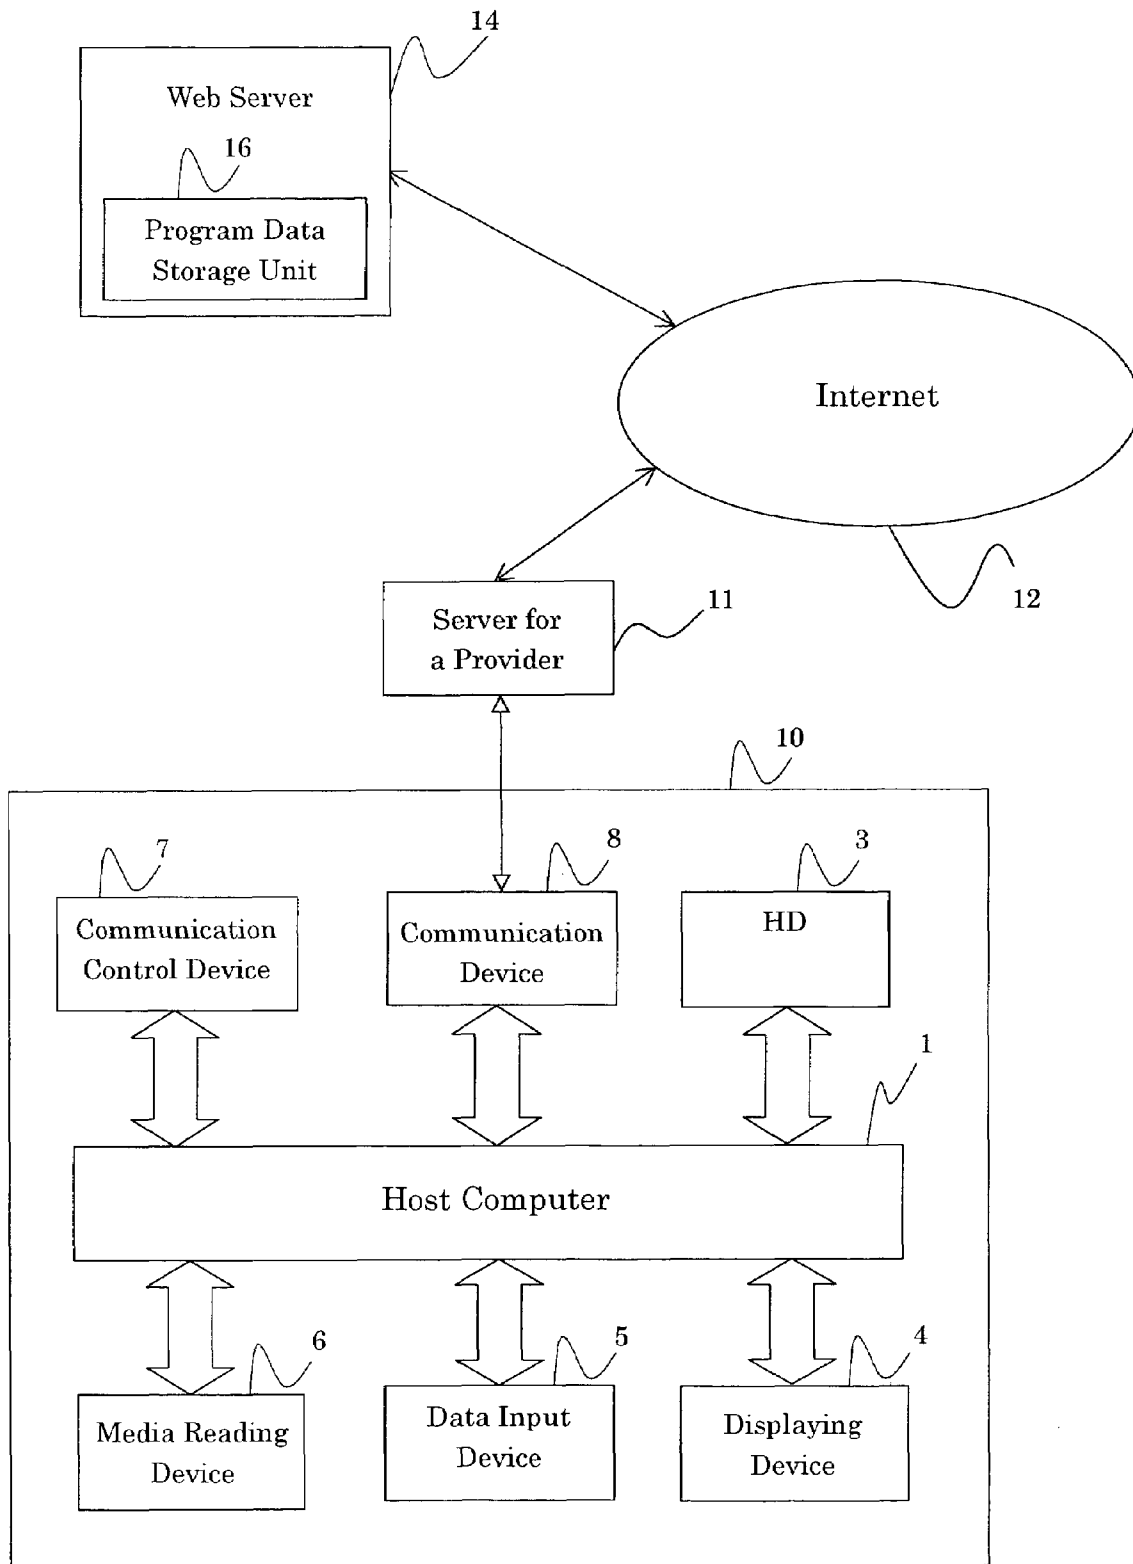 14
Web Server
16
Program Data
Storage Unit
Internet
12
11
Server for
a Provider
10
7
8
3
Communication
Control Device
Communication
Device
HD
1
Host Computer
6
5
4
Media Reading
Device
Data Input
Device
Displaying
Device